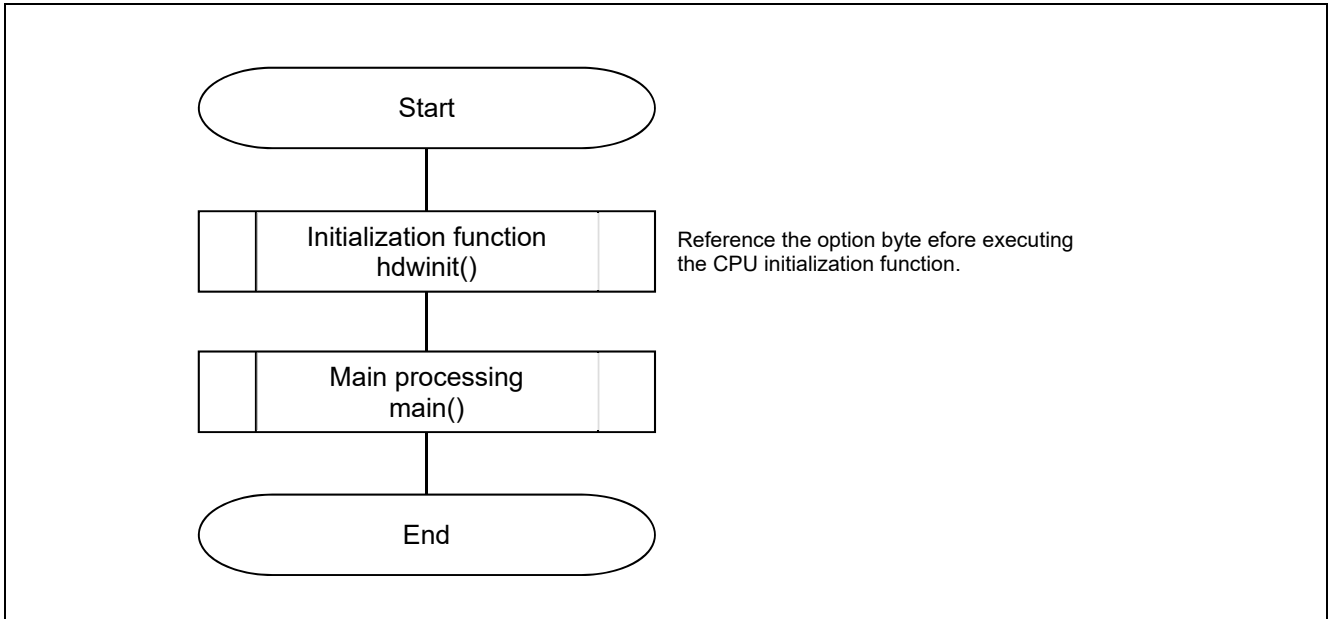 Start
Initialization function
hdwinit()
Reference the option byte efore executing
the CPU initialization function.
Main processing
main()
End